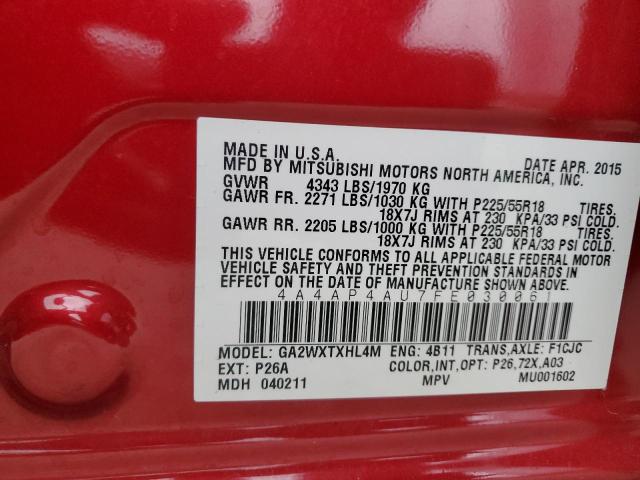 MADE IN U.S.A. DATE APR. 2015
MFD BY MITSUBISHI MOTORS NORTH AMERICA, INC.
GVWR 4343 LBS/1970 KG
GAWR FR. 2271 LBS/1030 KG WITH P225/55R18 TIRES.
18X7J RIMS AT 230 KPA/33 PSI COLD.
GAWR RR. 2205 LBS/1000 KG WITH P225/55R18 TIRES.
18X7J RIMS AT 230 KPA/33 PSI COLD.
THIS VEHICLE CONFORMS TO ALL APPLICABLE FEDERAL MOTOR
VEHICLE SAFETY AND THEFT PREVENTION STANDARDS IN
EFFECT ON THE DATE OF MANUFACTURE SHOWN ABOVE.
4A4AP4AU7FE030061
MODEL: GA2WXTXHL4M ENG: 4B11 TRANS,AXLE: F1CJC
EXT: P26A COLOR,INT,OPT: P26,72X,A03
MDH 040211 MPV MU001602